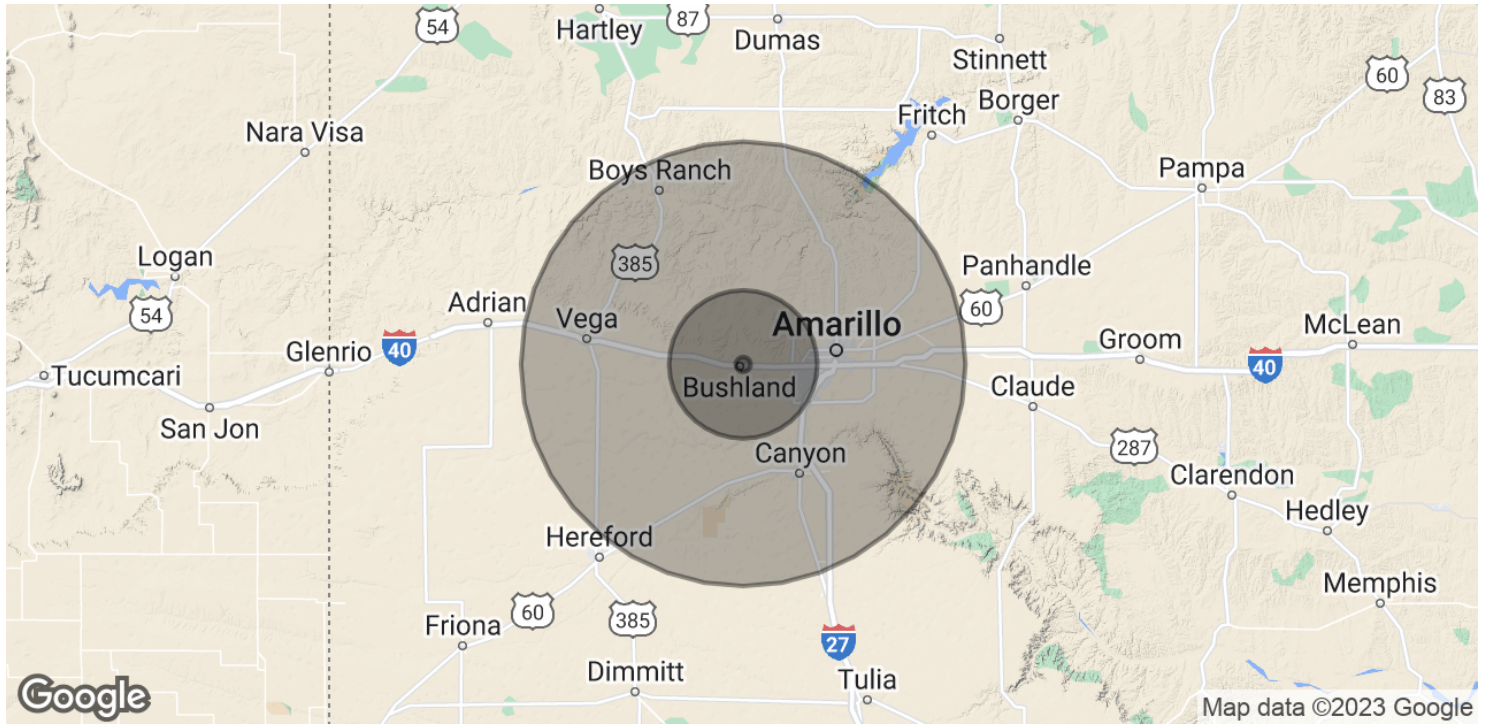 54
Hartley
87
Dumas
Stinnett
60
83
Nara Visa
Fritch
Borger
Boys Ranch
Pampa
Logan
385
Panhandle
54
Adrian
Vega
60
Amarillo
Glenrio
40
Groom
McLean
Tucumcari
Bushland
Claude
40
San Jon
Canyon
287
Clarendon
Hedley
Hereford
Memphis
60
385
Friona
27
Dimmitt
Tulia
Google
Map data ©2023 Google